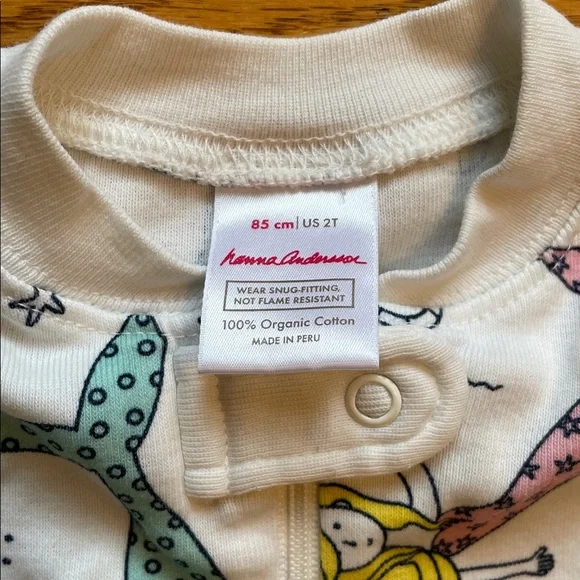 85 cm | US 2T
hanna andersson
WEAR SNUG-FITTING,
NOT FLAME RESISTANT
100% Organic Cotton
MADE IN PERU